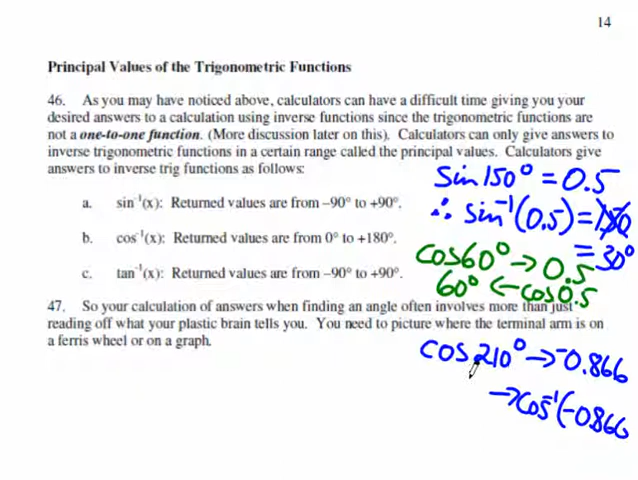 14
Principal Values of the Trigonometric Functions
46. As you may have noticed above, calculators can have a difficult time giving you your
desired answers to a calculation using inverse functions since the trigonometric functions are
not a one-to-one function. (More discussion later on this). Calculators can only give answers to
inverse trigonometric functions in a certain range called the principal values. Calculators give
answers to inverse trig functions as follows:
sin150° = 0.5
a. sin⁻¹(x): Returned values are from –90° to +90°.
∴ sin⁻¹(0.5) = 150
= 30°
b. cos⁻¹(x): Returned values are from 0° to +180°.
cos60° → 0.5
c. tan⁻¹(x): Returned values are from –90° to +90°.
60° ← cos0.5
47. So your calculation of answers when finding an angle often involves more than just
reading off what your plastic brain tells you. You need to picture where the terminal arm is on
a ferris wheel or on a graph.
cos210° → -0.866
→ cos⁻¹(-0.866